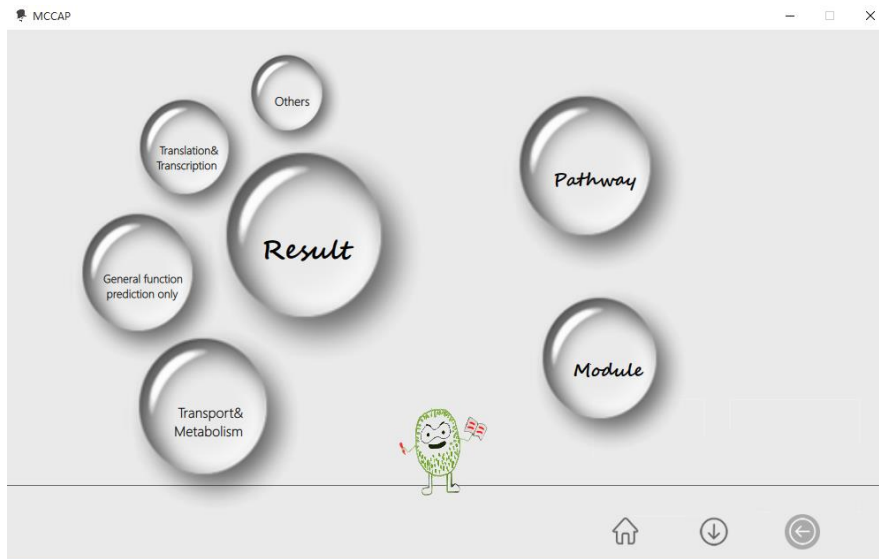 MCCAP
Others
Translation&
Transcription
Result
General function
prediction only
Transport&
Metabolism
Pathway
Module